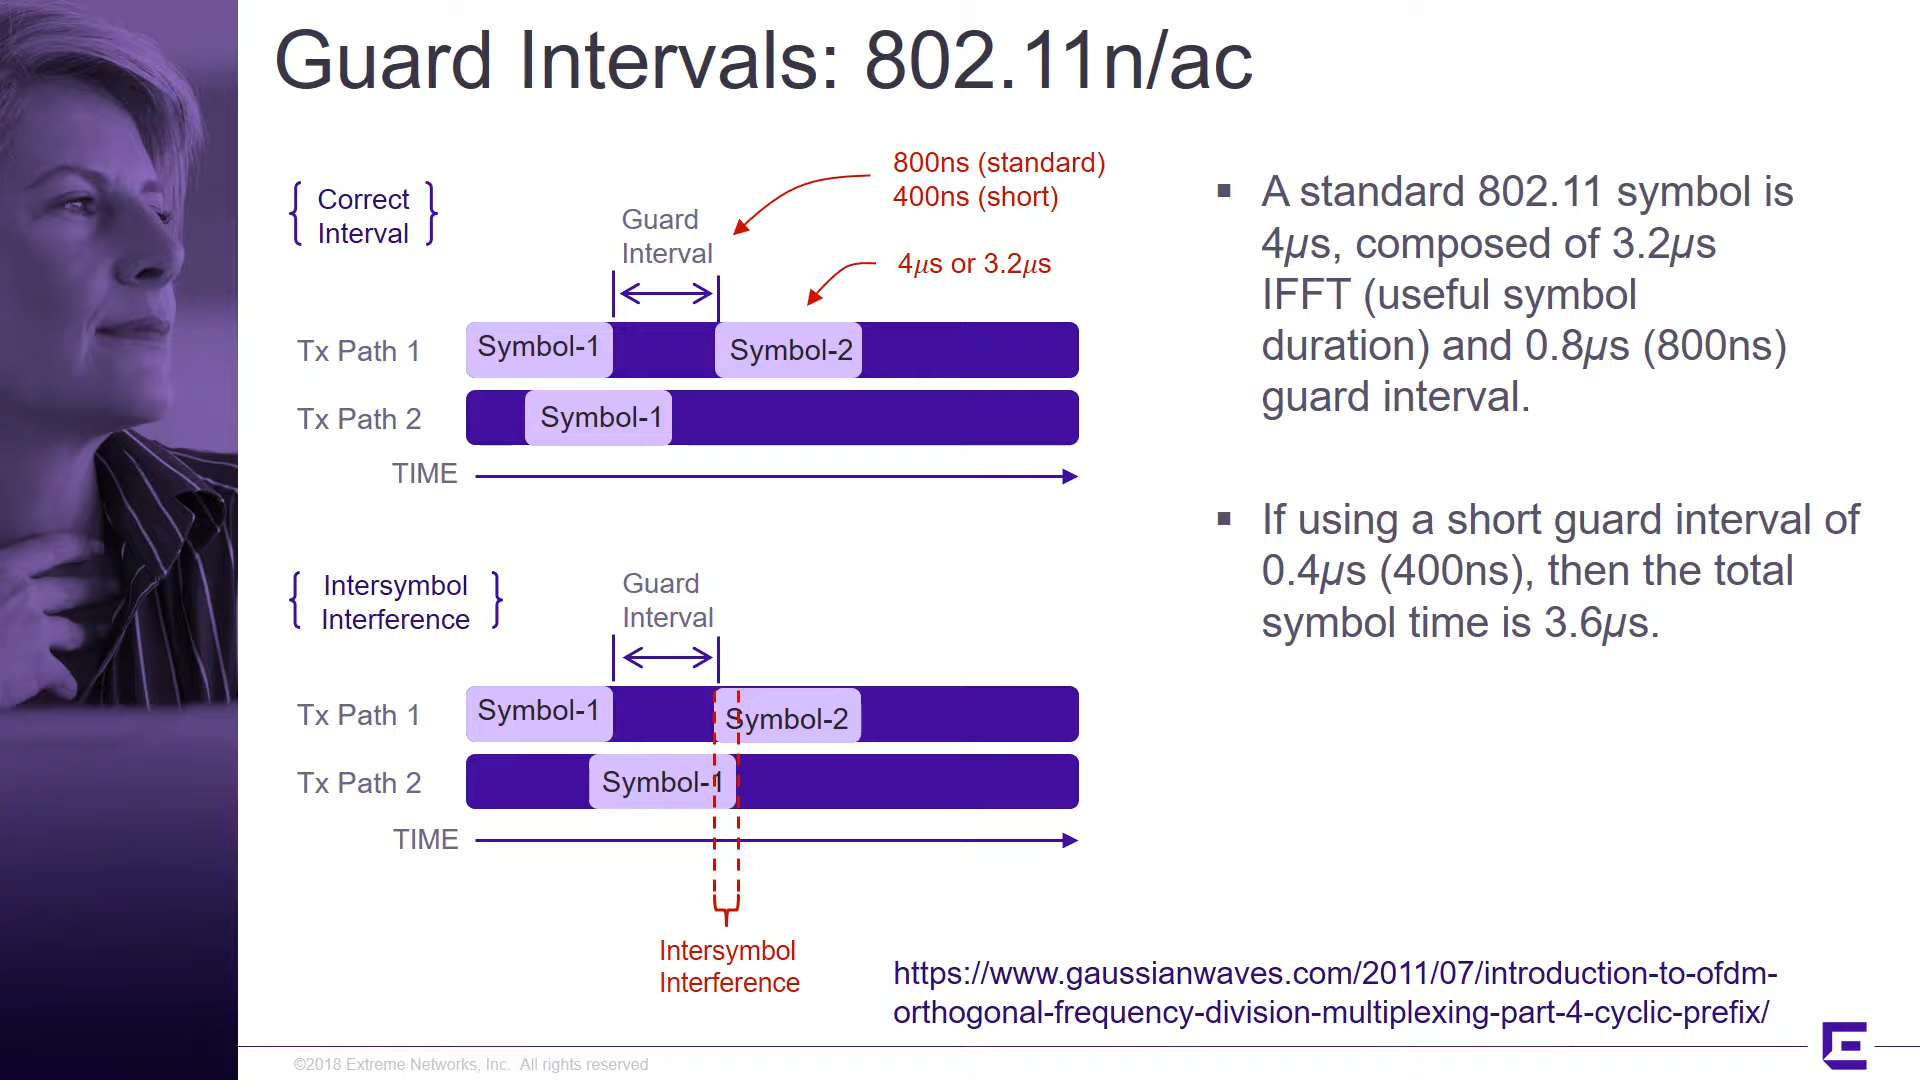 Guard Intervals: 802.11n/ac
Correct
Interval
Guard
Interval
800ns (standard)
400ns (short)
4µs or 3.2µs
Tx Path 1
Symbol-1
Symbol-2
Tx Path 2
Symbol-1
TIME
Intersymbol
Interference
Guard
Interval
Tx Path 1
Symbol-1
Symbol-2
Tx Path 2
Symbol-1
TIME
Intersymbol
Interference
▪ A standard 802.11 symbol is
4µs, composed of 3.2µs
IFFT (useful symbol
duration) and 0.8µs (800ns)
guard interval.
▪ If using a short guard interval of
0.4µs (400ns), then the total
symbol time is 3.6µs.
https://www.gaussianwaves.com/2011/07/introduction-to-ofdm-
orthogonal-frequency-division-multiplexing-part-4-cyclic-prefix/
©2018 Extreme Networks, Inc. All rights reserved